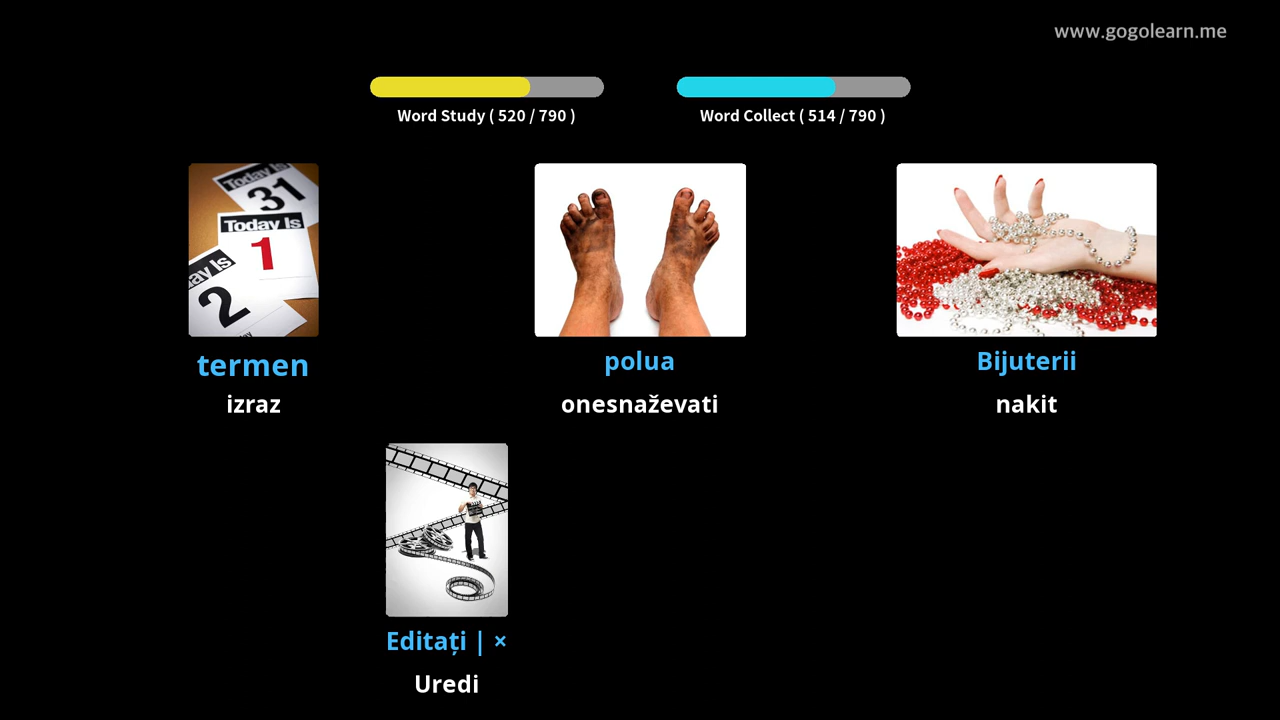 www.gogolearn.me
Word Study ( 520 / 790 )
Word Collect ( 514 / 790 )
Today Is
31
Today Is
1
ay Is
2
termen
polua
Bijuterii
izraz
onesnaževati
nakit
Editați | ×
Uredi